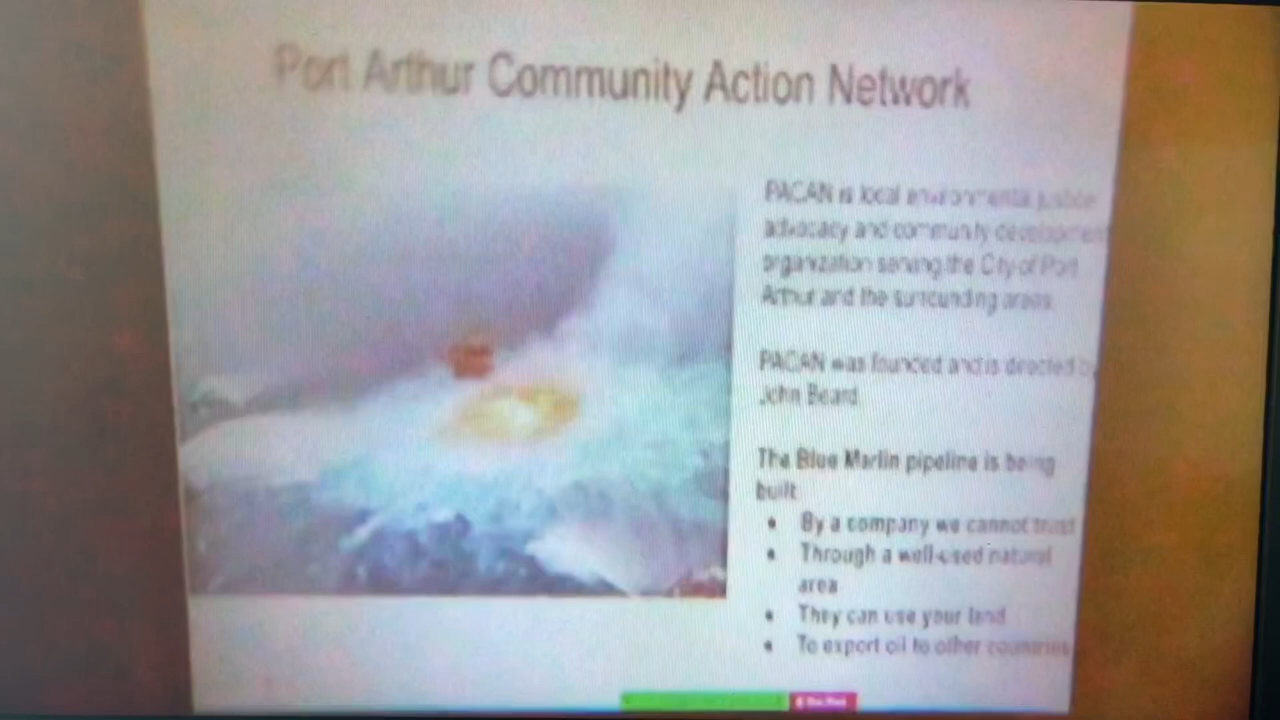 Port Arthur Community Action Network
PACAN is local environmental justice
advocacy and community development
organization serving the City of Port
Arthur and the surrounding areas.
PACAN was founded and is directed by
John Beard.
The Blue Marlin pipeline is being
built
• By a company we cannot trust
• Through a well-used natural
area
• They can use your land
• To export oil to other countries